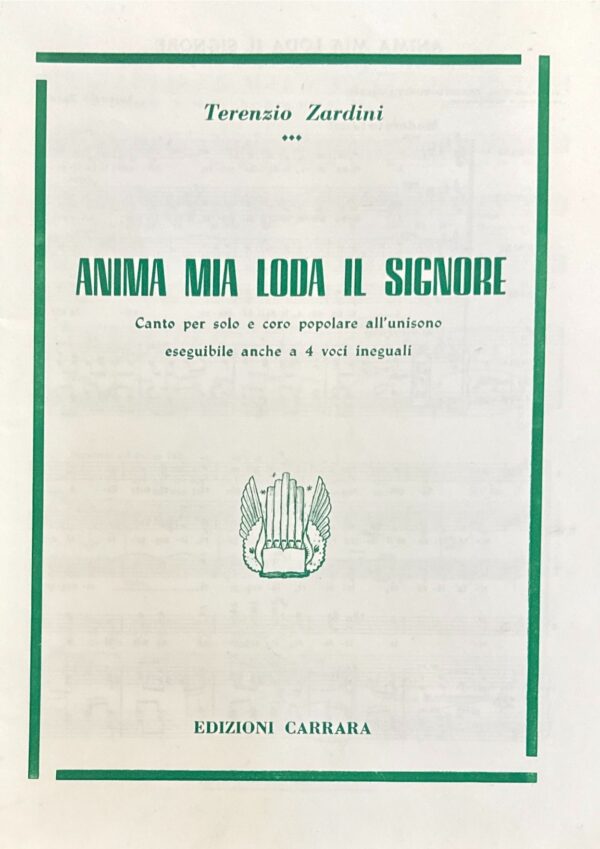 Terenzio Zardini
ANIMA MIA LODA IL SIGNORE
Canto per solo e coro popolare all'unisono
eseguibile anche a 4 voci ineguali
EDIZIONI CARRARA